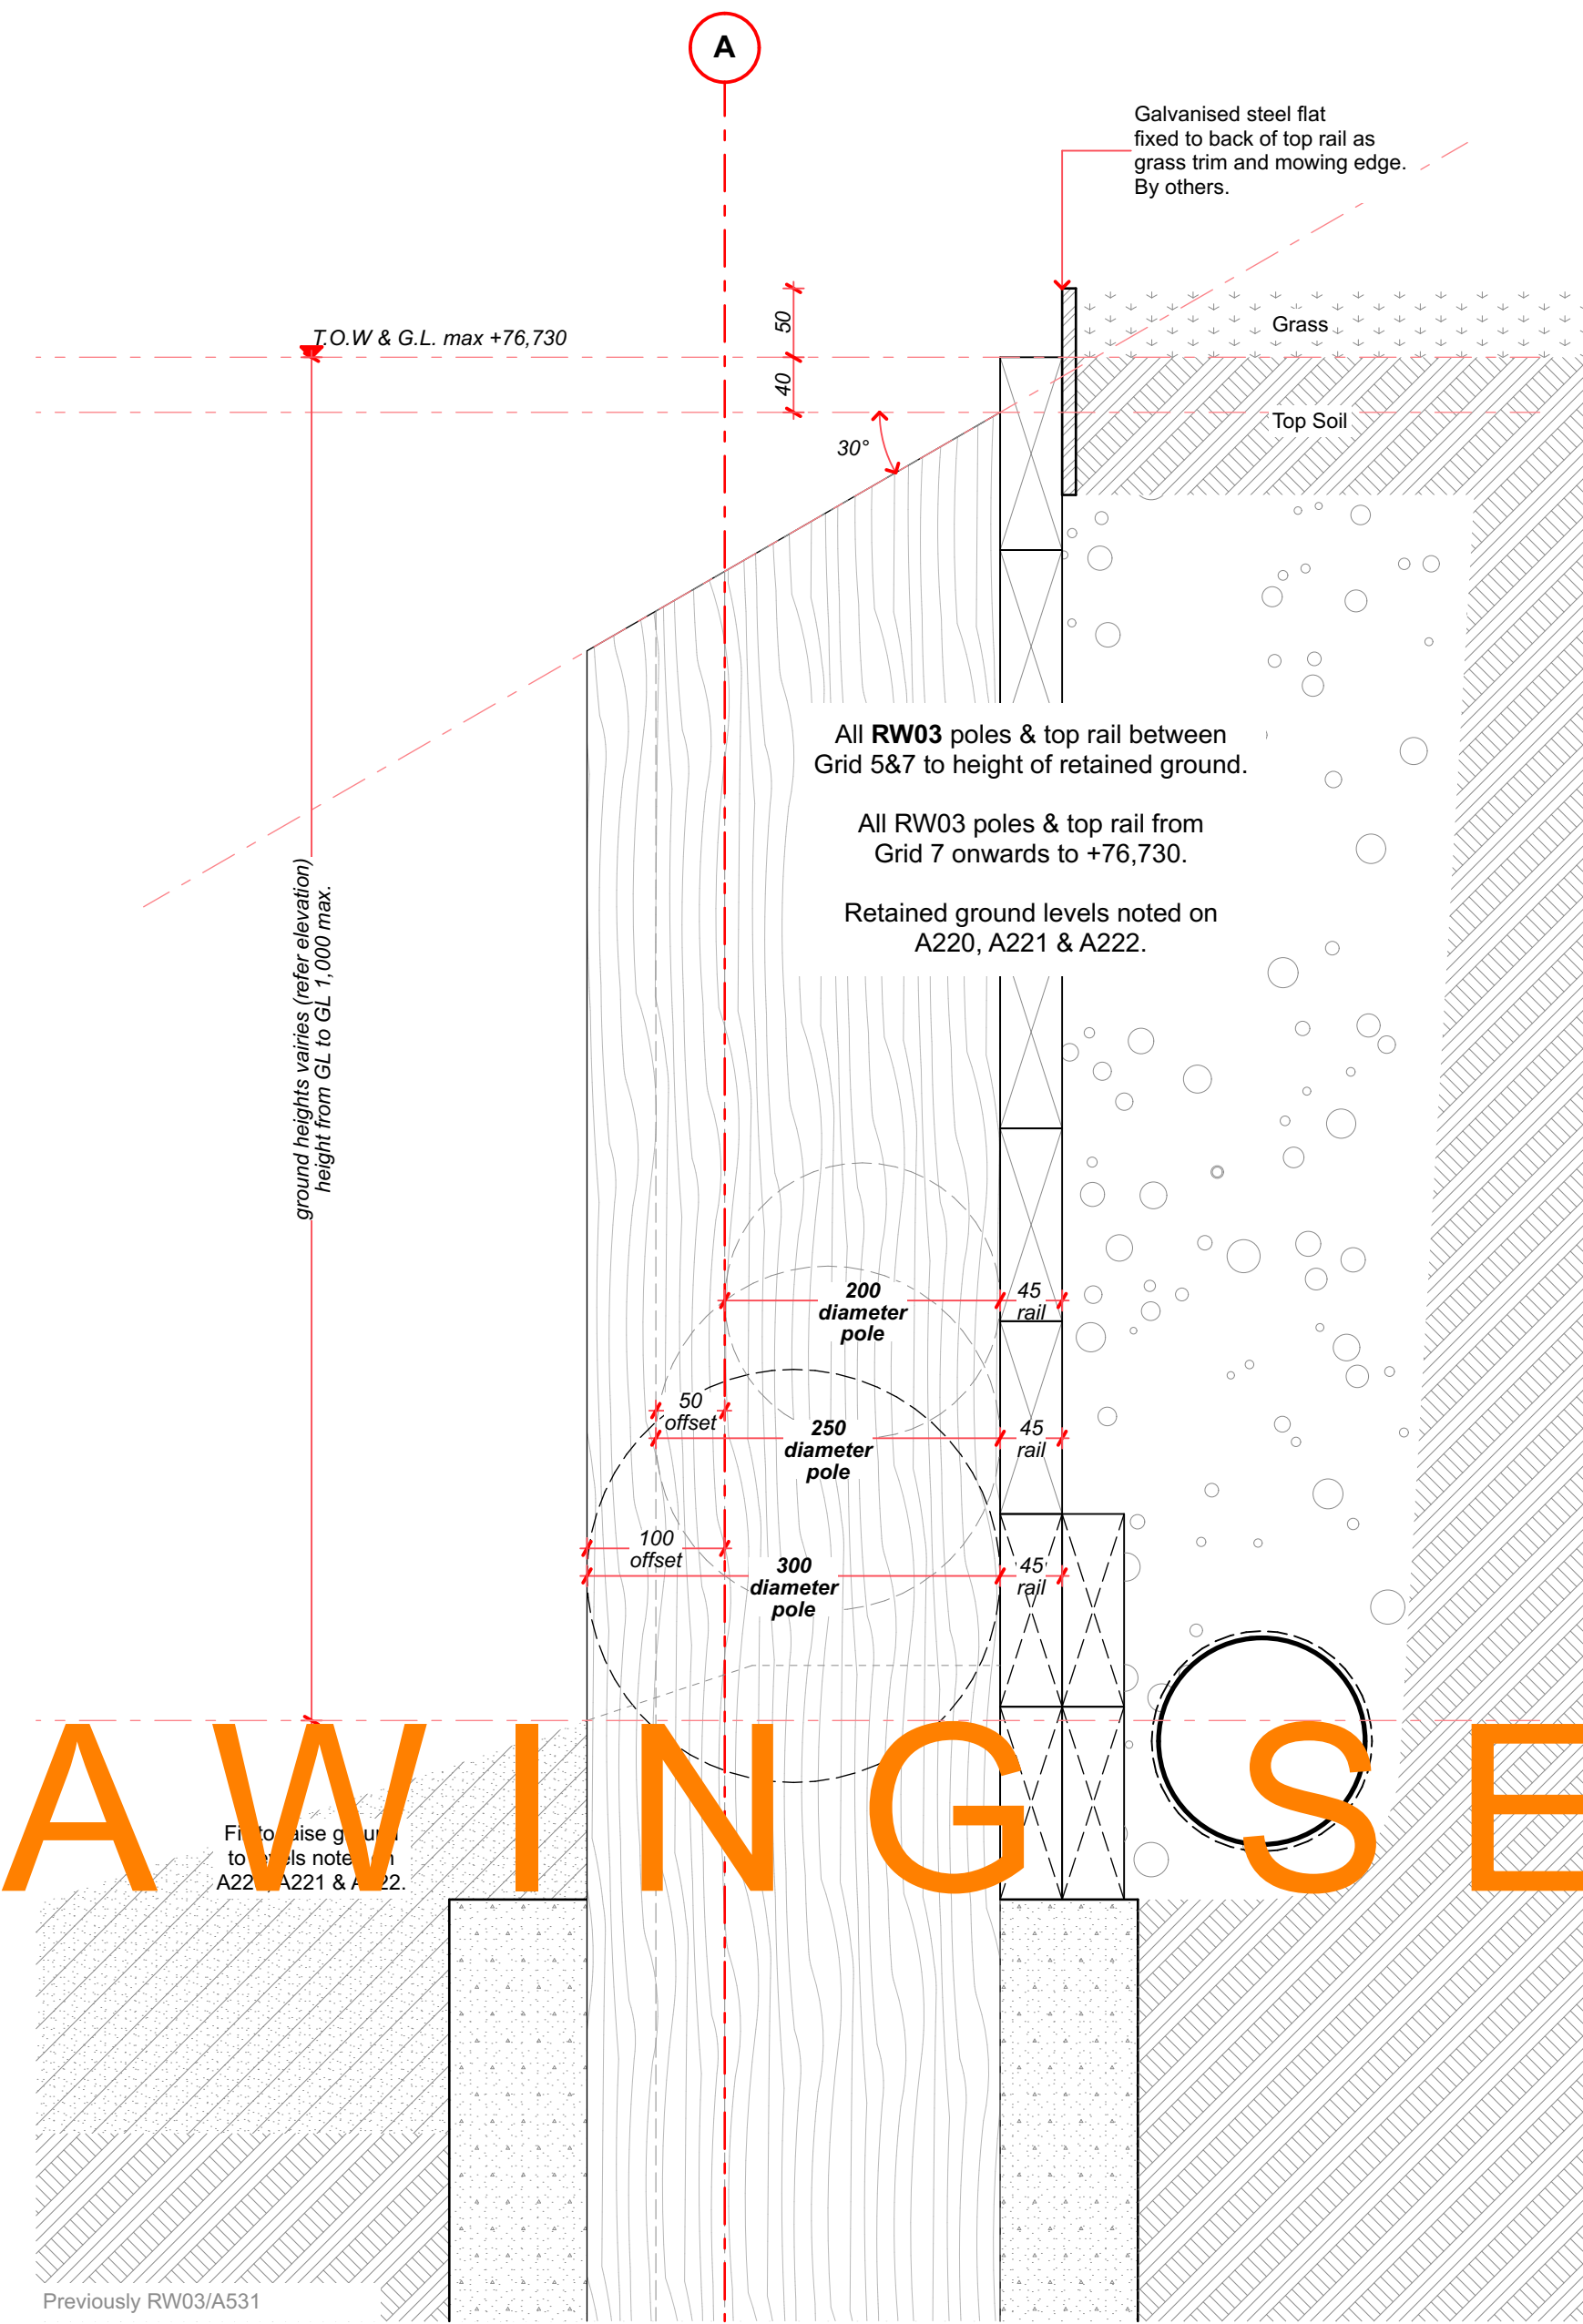 A
Galvanised steel flat
fixed to back of top rail as
grass trim and mowing edge.
By others.
50
T.O.W & G.L. max +76,730
Grass
40
Top Soil
30°
All RW03 poles & top rail between
Grid 5&7 to height of retained ground.
All RW03 poles & top rail from
Grid 7 onwards to +76,730.
Retained ground levels noted on
A220, A221 & A222.
ground heights vairies (refer elevation)
height from GL to GL 1,000 max.
200
diameter
pole
45
rail
50
offset
250
diameter
pole
45
rail
100
offset
300
diameter
pole
45
rail
AWING SE
to
to
A221 &
Previously RW03/A531